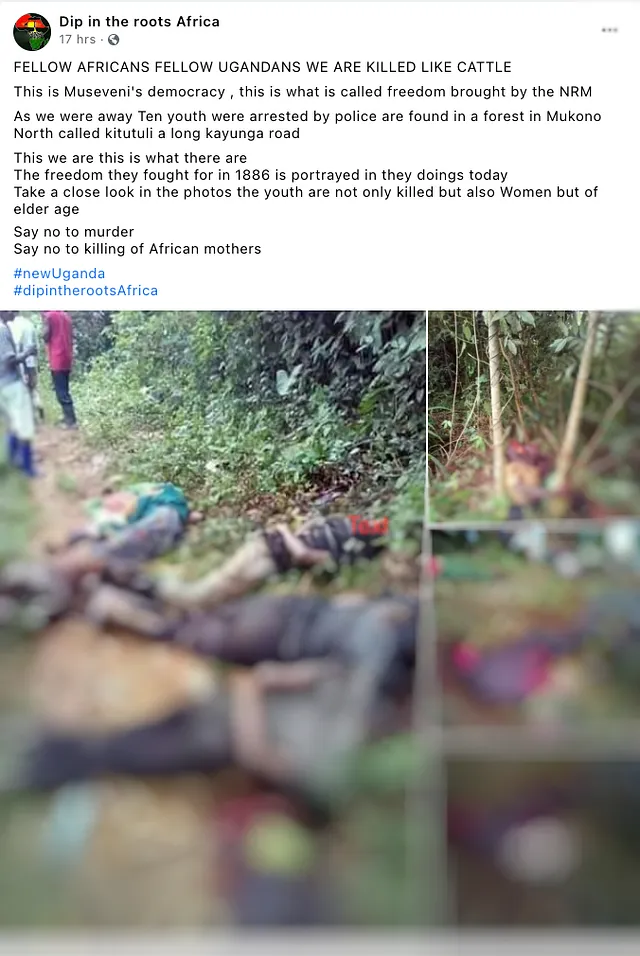 Dip in the roots Africa
17 hrs ·
FELLOW AFRICANS FELLOW UGANDANS WE ARE KILLED LIKE CATTLE
This is Museveni's democracy , this is what is called freedom brought by the NRM
As we were away Ten youth were arrested by police are found in a forest in Mukono
North called kitutuli a long kayunga road
This we are this is what there are
The freedom they fought for in 1886 is portrayed in they doings today
Take a close look in the photos the youth are not only killed but also Women but of
elder age
Say no to murder
Say no to killing of African mothers
#newUganda
#dipintherootsAfrica